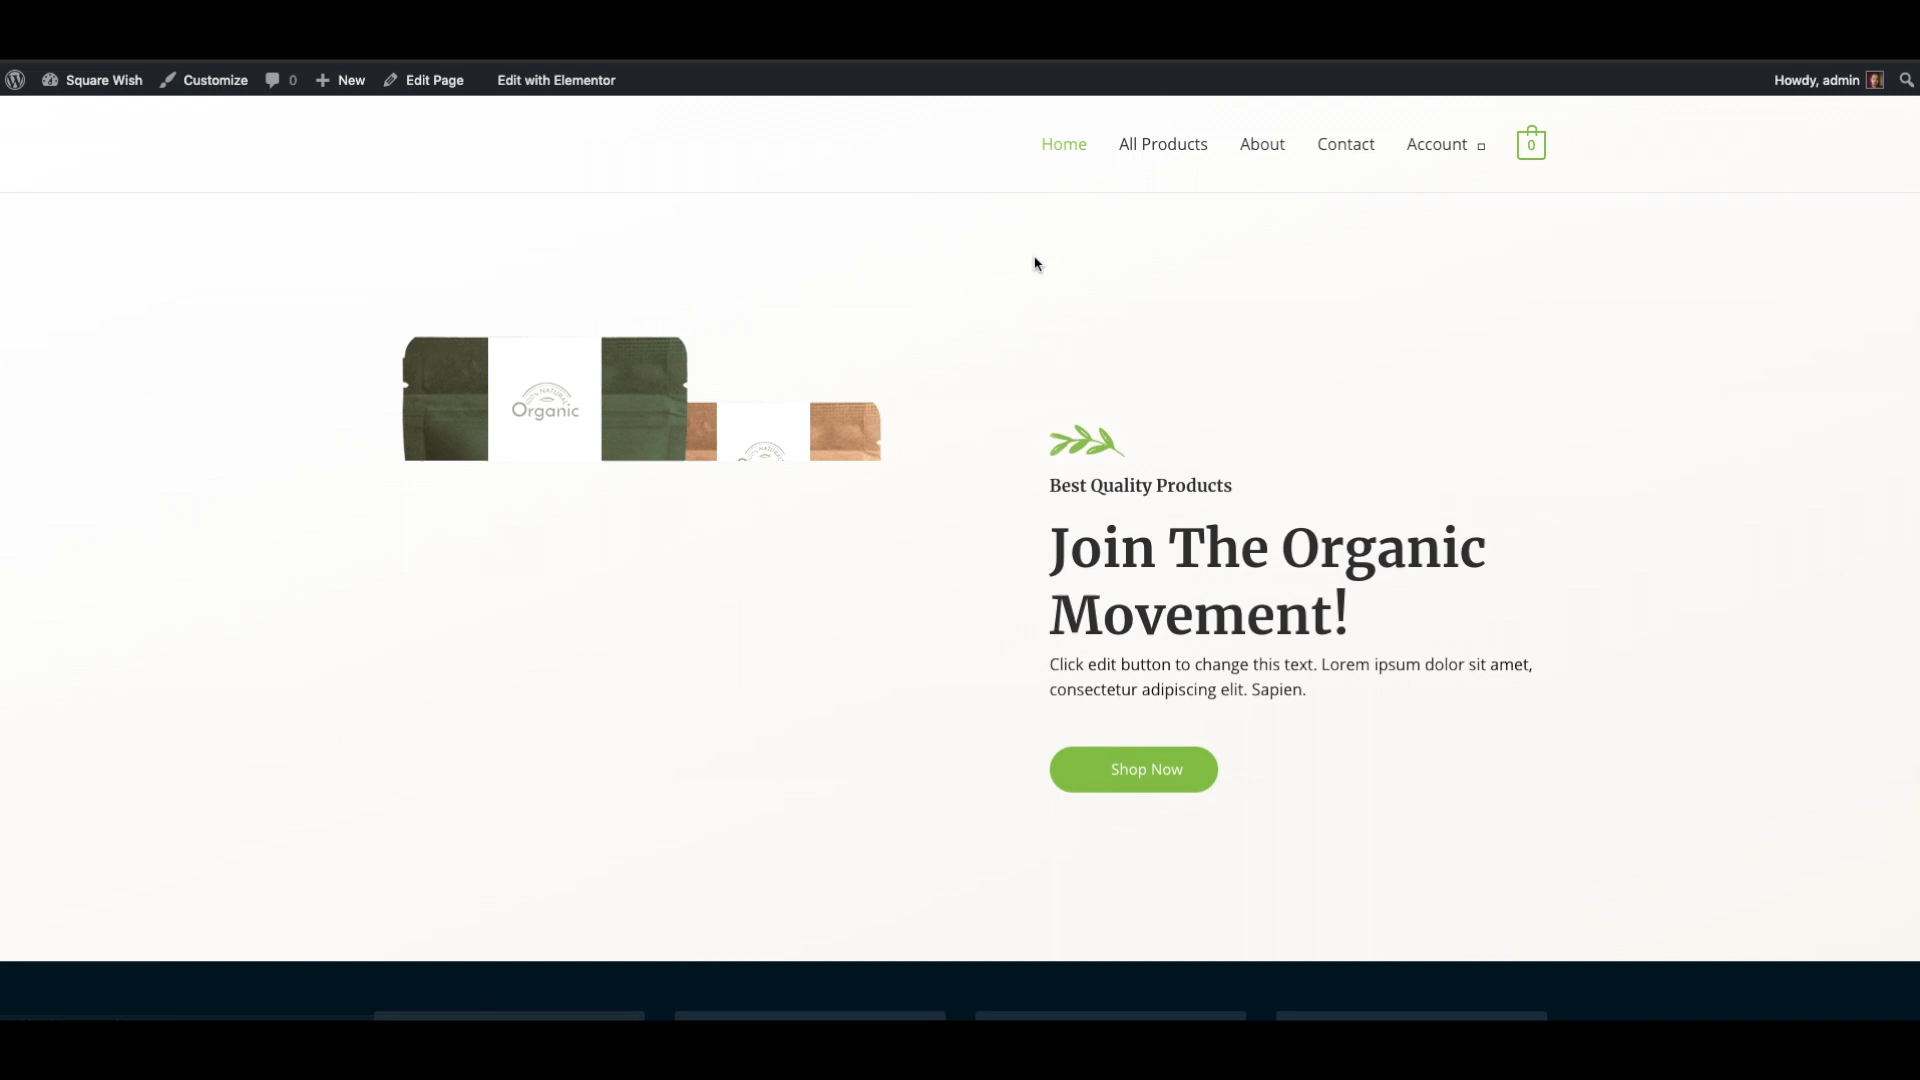 Square Wish Customize 0 New Edit Page Edit with Elementor Howdy, admin
Home All Products About Contact Account 0
100% NATURAL
Organic
Best Quality Products
Join The Organic
Movement!
Click edit button to change this text. Lorem ipsum dolor sit amet,
consectetur adipiscing elit. Sapien.
Shop Now